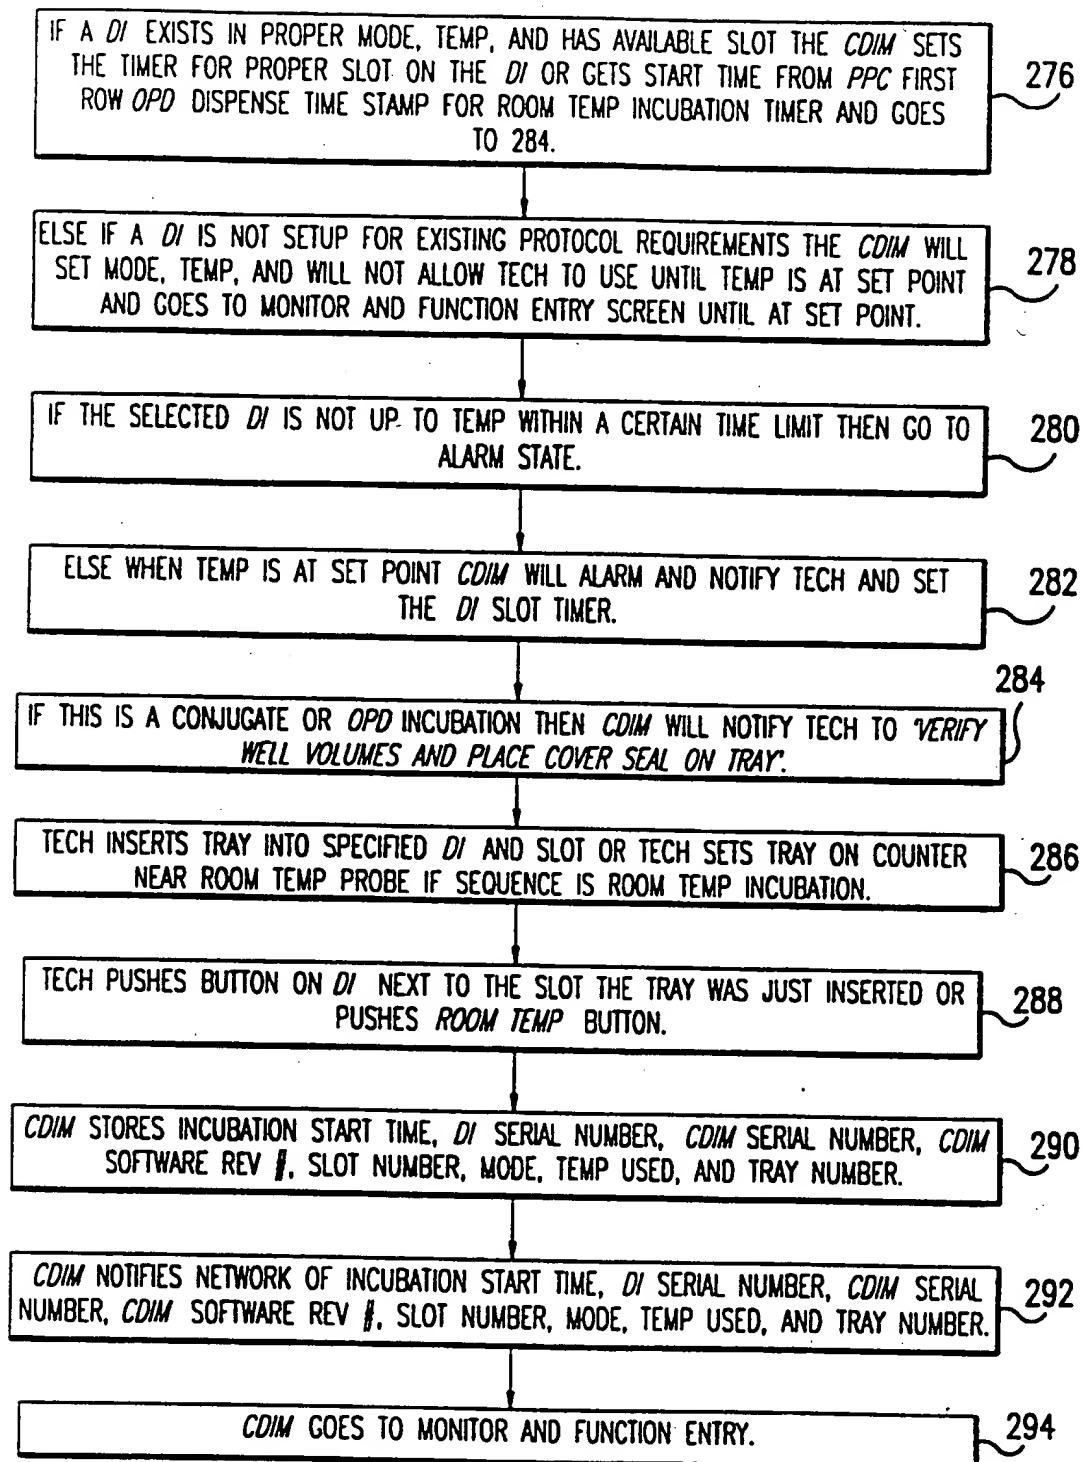 IF A DI EXISTS IN PROPER MODE, TEMP, AND HAS AVAILABLE SLOT THE CDIM SETS
THE TIMER FOR PROPER SLOT ON THE DI OR GETS START TIME FROM PPC FIRST
ROW OPD DISPENSE TIME STAMP FOR ROOM TEMP INCUBATION TIMER AND GOES
TO 284.
276
ELSE IF A DI IS NOT SETUP FOR EXISTING PROTOCOL REQUIREMENTS THE CDIM WILL
SET MODE, TEMP, AND WILL NOT ALLOW TECH TO USE UNTIL TEMP IS AT SET POINT
AND GOES TO MONITOR AND FUNCTION ENTRY SCREEN UNTIL AT SET POINT.
278
IF THE SELECTED DI IS NOT UP TO TEMP WITHIN A CERTAIN TIME LIMIT THEN GO TO
ALARM STATE.
280
ELSE WHEN TEMP IS AT SET POINT CDIM WILL ALARM AND NOTIFY TECH AND SET
THE DI SLOT TIMER.
282
284
IF THIS IS A CONJUGATE OR OPD INCUBATION THEN CDIM WILL NOTIFY TECH TO 'VERIFY
WELL VOLUMES AND PLACE COVER SEAL ON TRAY'.
TECH INSERTS TRAY INTO SPECIFIED DI AND SLOT OR TECH SETS TRAY ON COUNTER
NEAR ROOM TEMP PROBE IF SEQUENCE IS ROOM TEMP INCUBATION.
286
TECH PUSHES BUTTON ON DI NEXT TO THE SLOT THE TRAY WAS JUST INSERTED OR
PUSHES ROOM TEMP BUTTON.
288
CDIM STORES INCUBATION START TIME, DI SERIAL NUMBER, CDIM SERIAL NUMBER, CDIM
SOFTWARE REV #, SLOT NUMBER, MODE, TEMP USED, AND TRAY NUMBER.
290
CDIM NOTIFIES NETWORK OF INCUBATION START TIME, DI SERIAL NUMBER, CDIM SERIAL
NUMBER, CDIM SOFTWARE REV #, SLOT NUMBER, MODE, TEMP USED, AND TRAY NUMBER.
292
CDIM GOES TO MONITOR AND FUNCTION ENTRY.
294